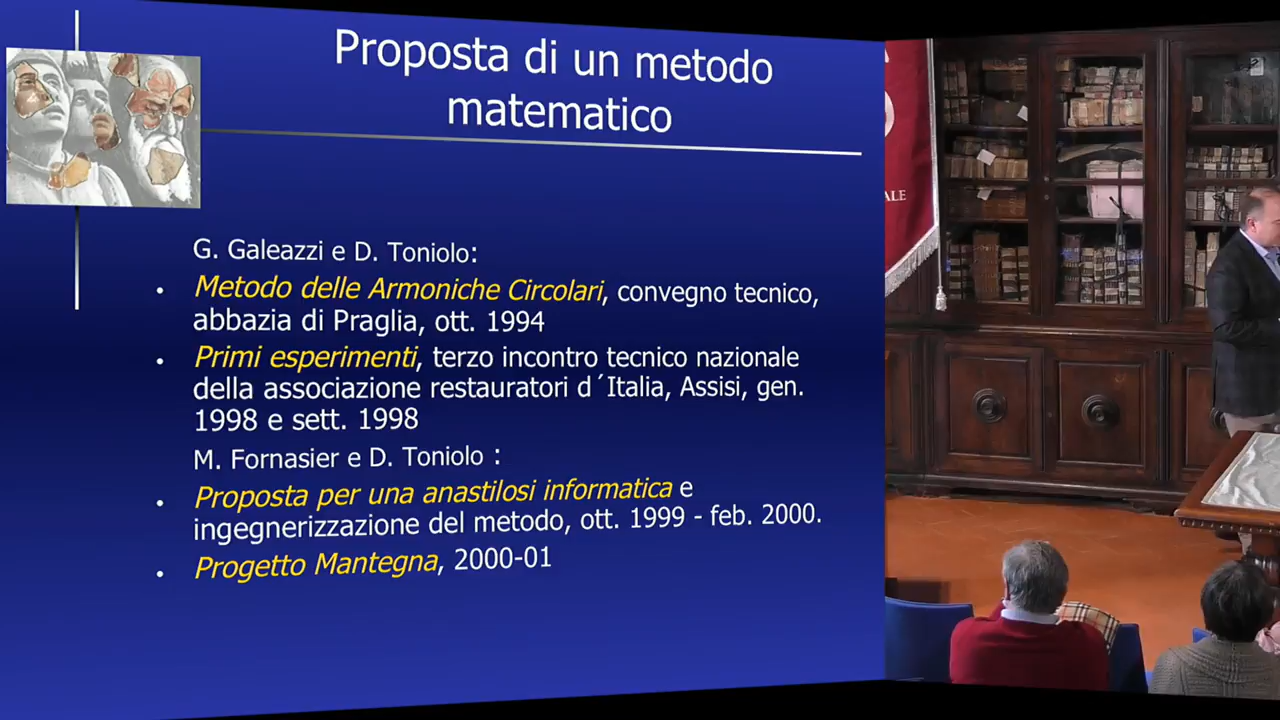 Proposta di un metodo
matematico
G. Galeazzi e D. Toniolo:
• Metodo delle Armoniche Circolari, convegno tecnico,
abbazia di Praglia, ott. 1994
• Primi esperimenti, terzo incontro tecnico nazionale
della associazione restauratori d´Italia, Assisi, gen.
1998 e sett. 1998
M. Fornasier e D. Toniolo :
• Proposta per una anastilosi informatica e
ingegnerizzazione del metodo, ott. 1999 - feb. 2000.
• Progetto Mantegna, 2000-01
ALE